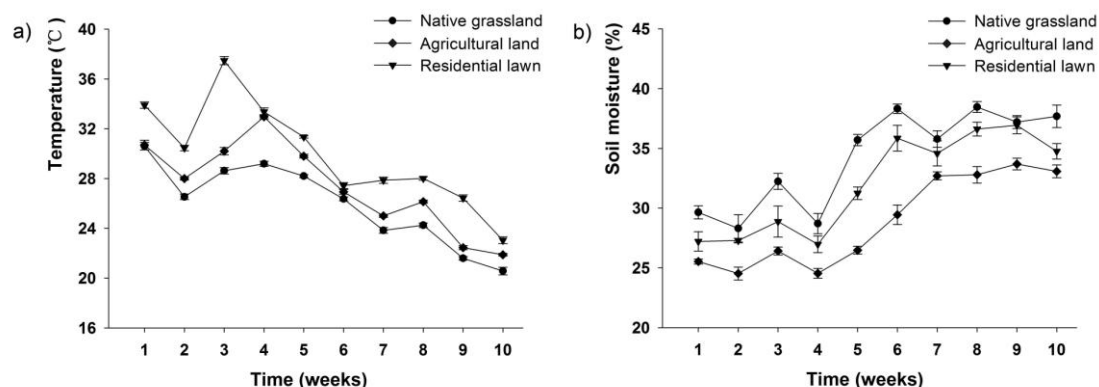 a)
Temperature (℃)
40
36
32
28
24
20
16
Native grassland
Agricultural land
Residential lawn
1 2 3 4 5 6 7 8 9 10
Time (weeks)
b)
Soil moisture (%)
45
40
35
30
25
20
Native grassland
Agricultural land
Residential lawn
1 2 3 4 5 6 7 8 9 10
Time (weeks)